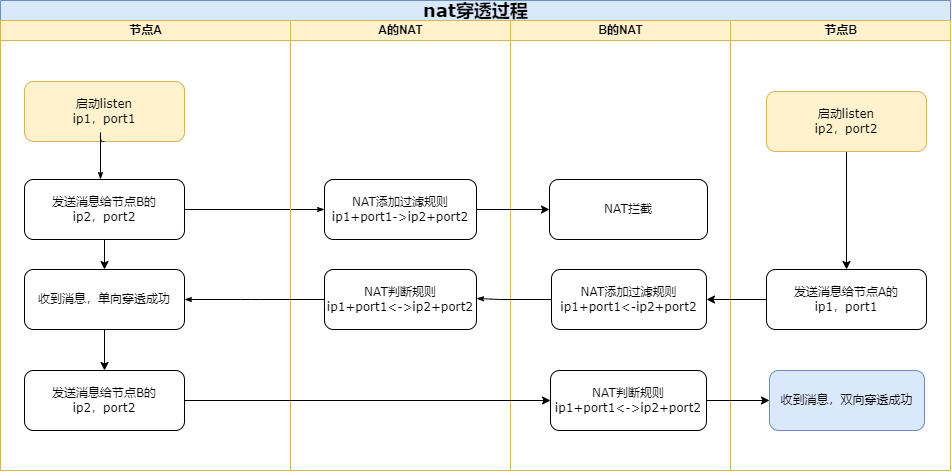 nat穿透过程
节点A
A的NAT
B的NAT
节点B
启动listen
ip1，port1
启动listen
ip2，port2
发送消息给节点B的
ip2，port2
NAT添加过滤规则
ip1+port1->ip2+port2
NAT拦截
收到消息，单向穿透成功
NAT判断规则
ip1+port1<->ip2+port2
NAT添加过滤规则
ip1+port1<-ip2+port2
发送消息给节点A的
ip1，port1
发送消息给节点B的
ip2，port2
NAT判断规则
ip1+port1<->ip2+port2
收到消息，双向穿透成功